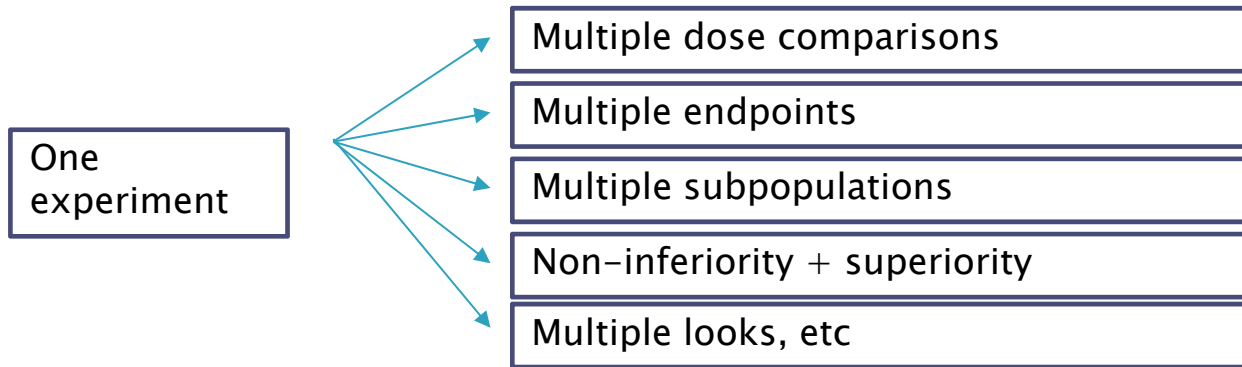 One
experiment
Multiple dose comparisons
Multiple endpoints
Multiple subpopulations
Non-inferiority + superiority
Multiple looks, etc